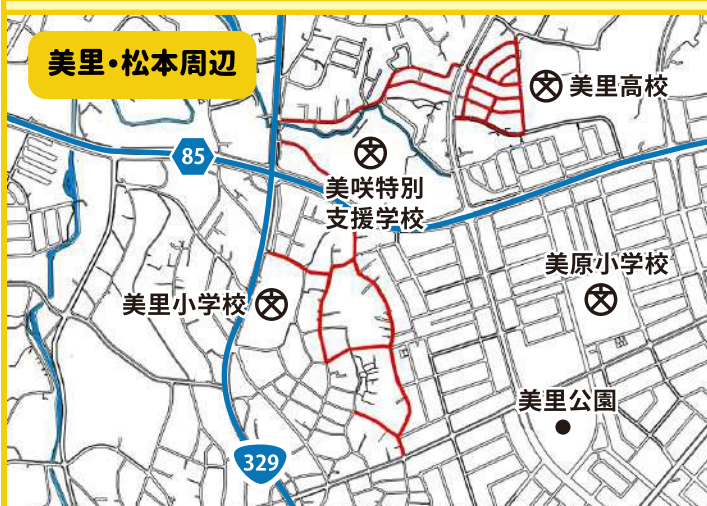 美里・松本周辺
美里高校
85
美咲特別
支援学校
美原小学校
美里小学校
美里公園
329